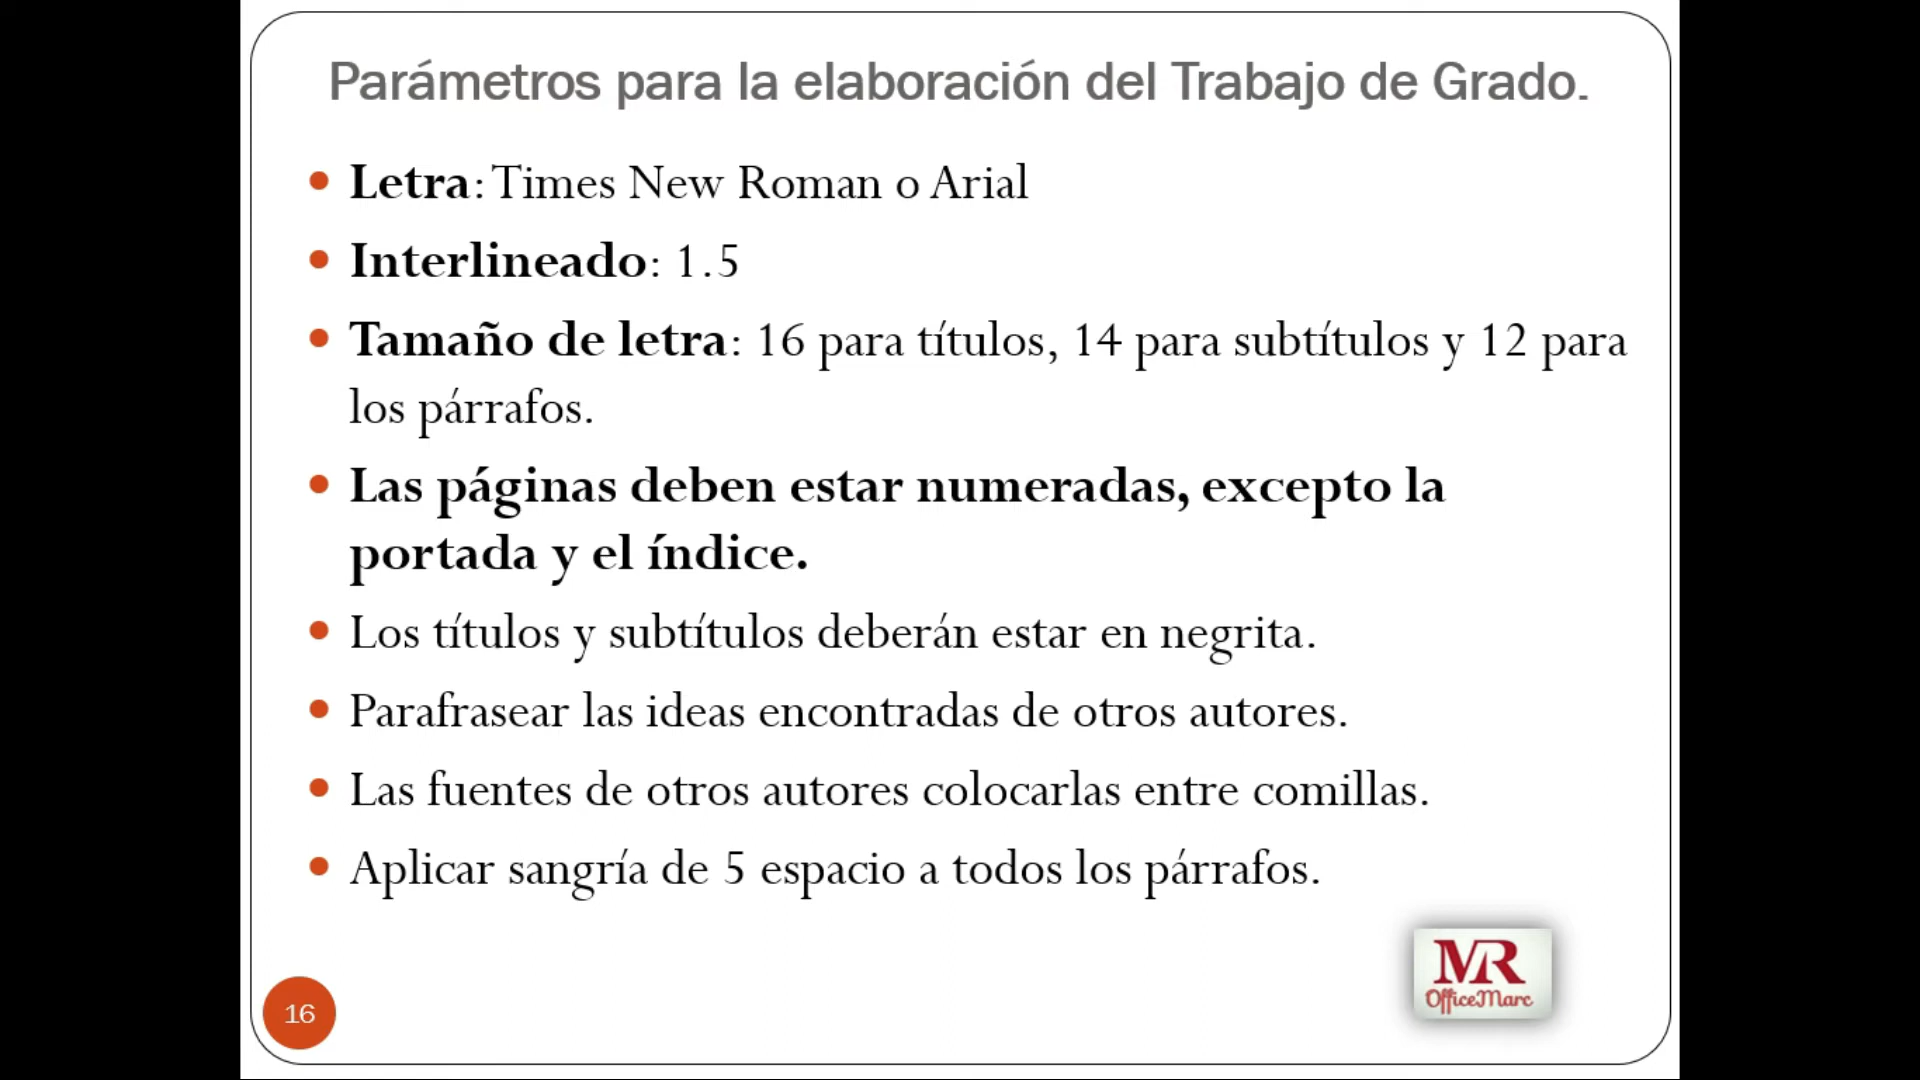 Parámetros para la elaboración del Trabajo de Grado.
• Letra: Times New Roman o Arial
• Interlineado: 1.5
• Tamaño de letra: 16 para títulos, 14 para subtítulos y 12 para
los párrafos.
• Las páginas deben estar numeradas, excepto la
portada y el índice.
• Los títulos y subtítulos deberán estar en negrita.
• Parafrasear las ideas encontradas de otros autores.
• Las fuentes de otros autores colocarlas entre comillas.
• Aplicar sangría de 5 espacio a todos los párrafos.
MR
OfficeMarc
16